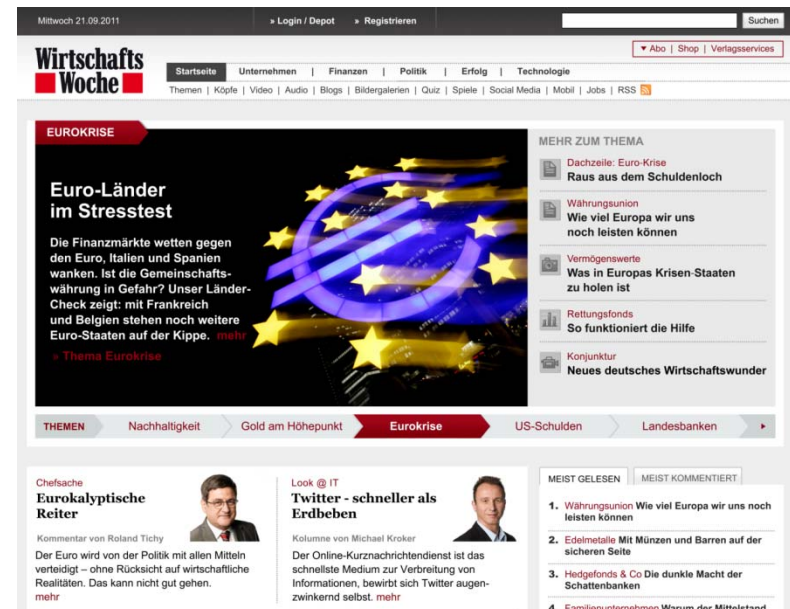 Mittwoch 21.09.2011
» Login / Depot » Registrieren
Suchen
Wirtschafts
Woche
▼ Abo | Shop | Verlagsservices
Startseite Unternehmen | Finanzen | Politik | Erfolg | Technologie
Themen | Köpfe | Video | Audio | Blogs | Bildergalerien | Quiz | Spiele | Social Media | Mobil | Jobs | RSS
EUROKRISE
Euro-Länder
im Stresstest
Die Finanzmärkte wetten gegen
den Euro, Italien und Spanien
wanken. Ist die Gemeinschafts-
währung in Gefahr? Unser Länder-
Check zeigt: mit Frankreich
und Belgien stehen noch weitere
Euro-Staaten auf der Kippe. mehr
» Thema Eurokrise
MEHR ZUM THEMA
Dachzeile: Euro-Krise
Raus aus dem Schuldenloch
Währungsunion
Wie viel Europa wir uns
noch leisten können
Vermögenswerte
Was in Europas Krisen-Staaten
zu holen ist
Rettungsfonds
So funktioniert die Hilfe
Konjunktur
Neues deutsches Wirtschaftswunder
THEMEN Nachhaltigkeit Gold am Höhepunkt Eurokrise US-Schulden Landesbanken
Chefsache
Eurokalyptische
Reiter
Kommentar von Roland Tichy
Der Euro wird von der Politik mit allen Mitteln
verteidigt – ohne Rücksicht auf wirtschaftliche
Realitäten. Das kann nicht gut gehen.
mehr
Look @ IT
Twitter - schneller als
Erdbeben
Kolumne von Michael Kroker
Der Online-Kurznachrichtendienst ist das
schnellste Medium zur Verbreitung von
Informationen, bewirbt sich Twitter augen-
zwinkernd selbst. mehr
MEIST GELESEN MEIST KOMMENTIERT
1. Währungsunion Wie viel Europa wir uns noch
leisten können
2. Edelmetalle Mit Münzen und Barren auf der
sicheren Seite
3. Hedgefonds & Co Die dunkle Macht der
Schattenbanken
4. Familienunternehmen Warum der Mittelstand